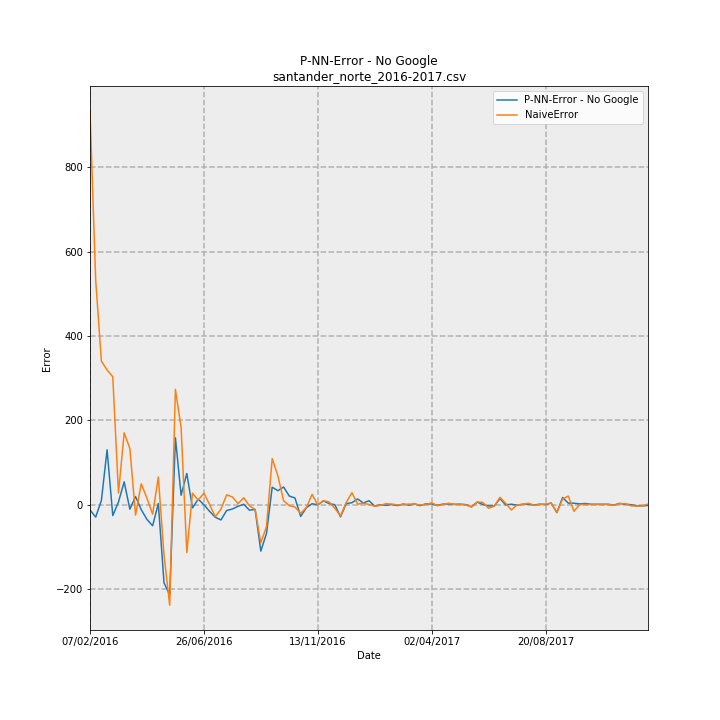 P-NN-Error - No Google
santander_norte_2016-2017.csv
P-NN-Error - No Google
NaiveError
800
600
400
200
0
−200
Error
07/02/2016
26/06/2016
13/11/2016
02/04/2017
20/08/2017
Date